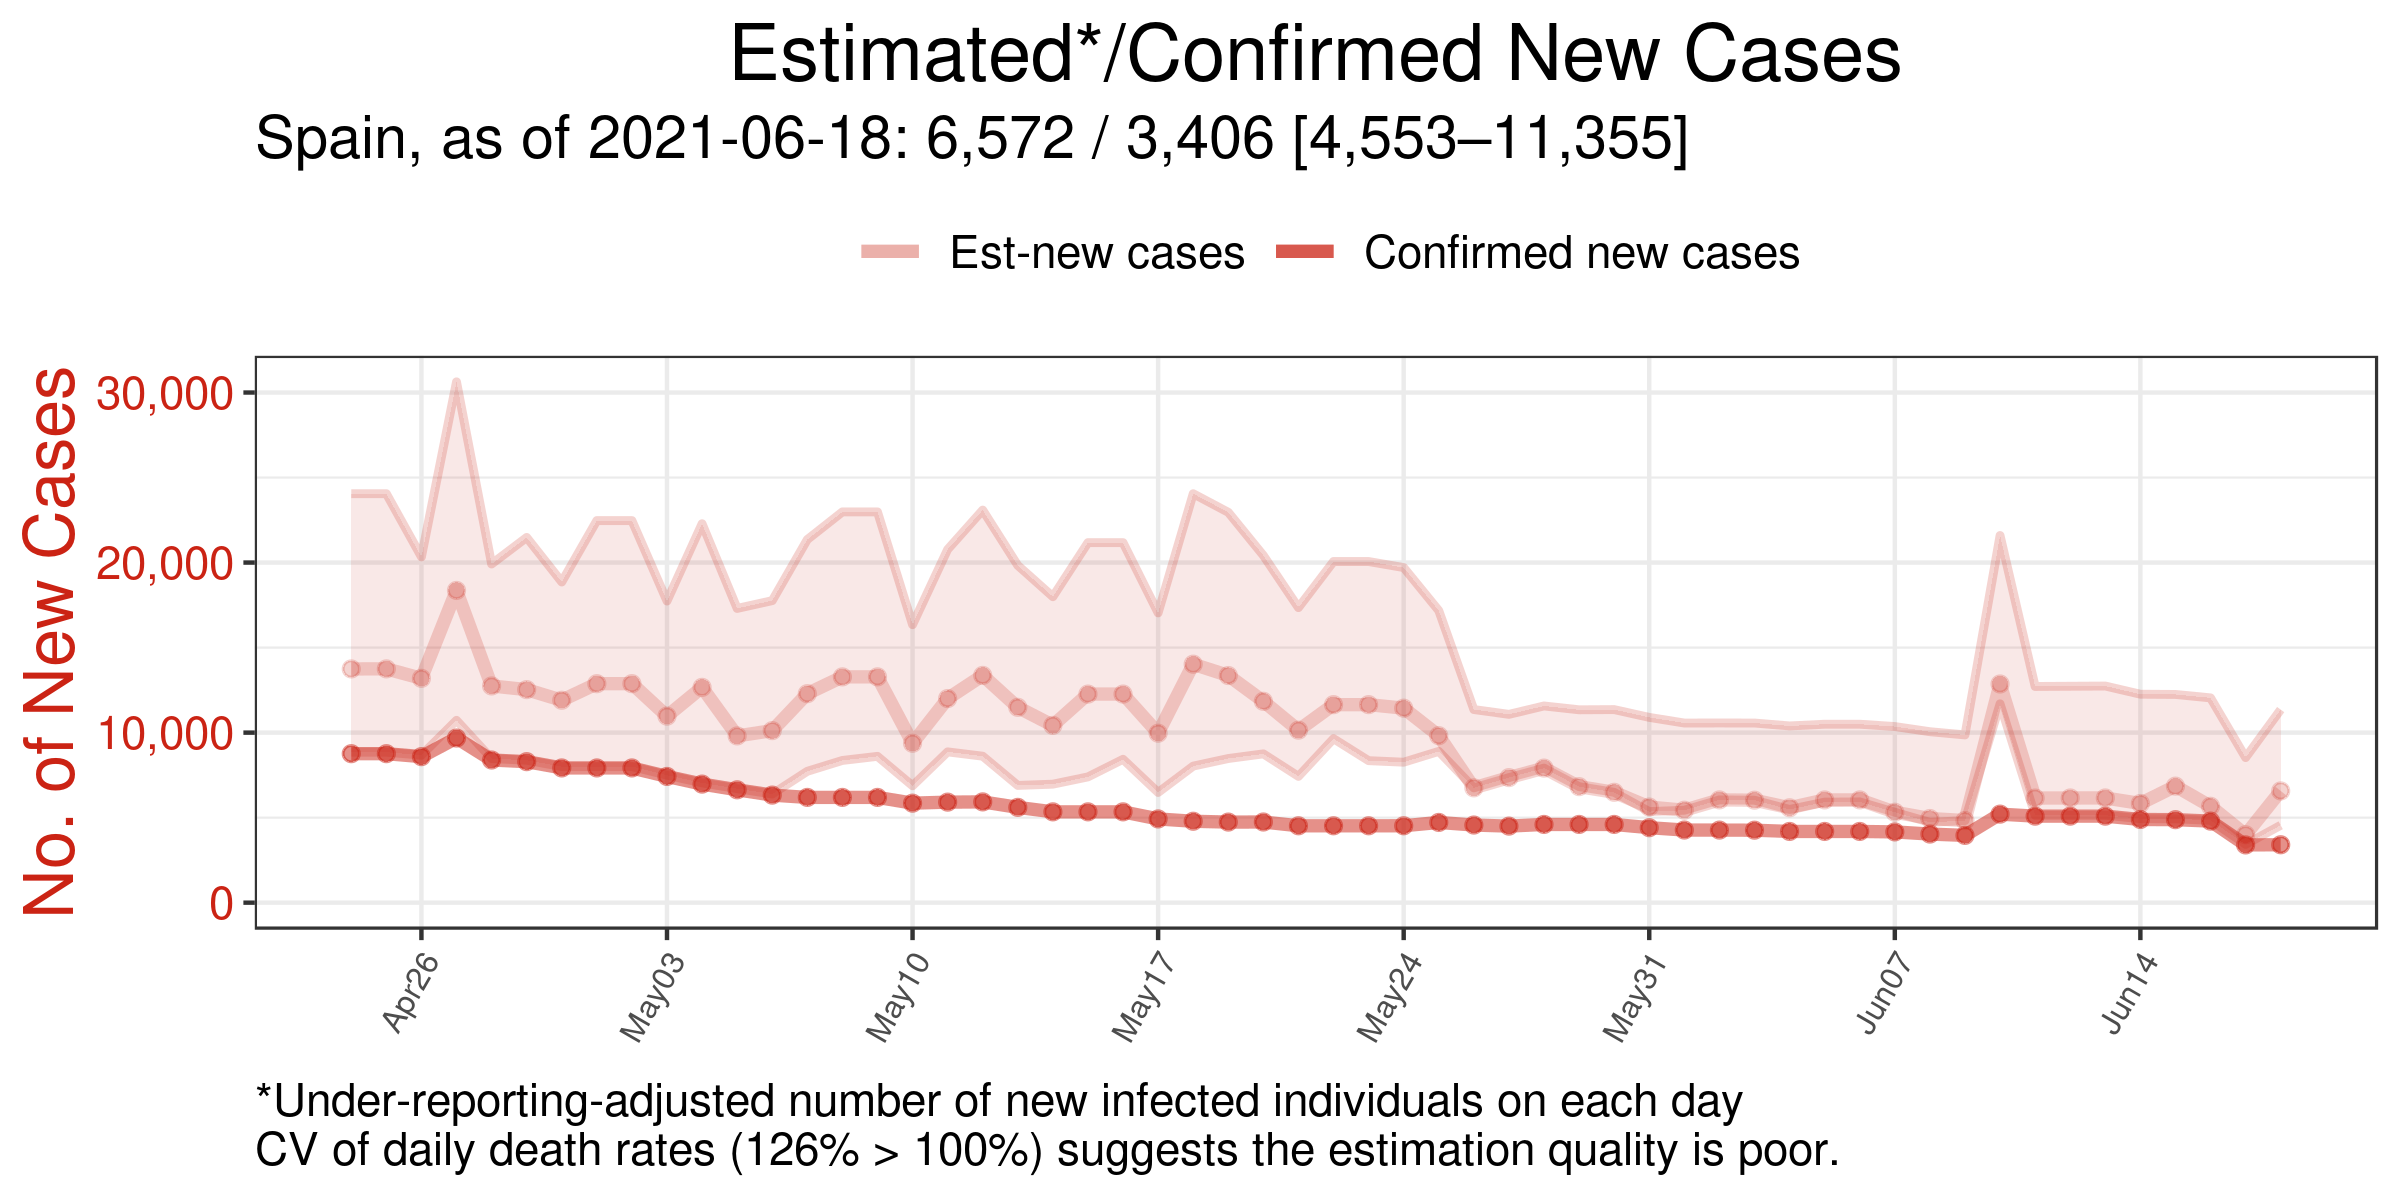 Estimated*/Confirmed New Cases
Spain, as of 2021-06-18: 6,572 / 3,406 [4,553–11,355]
Est-new cases Confirmed new cases
No. of New Cases
30,000
20,000
10,000
0
Apr26 May03 May10 May17 May24 May31 Jun07 Jun14
*Under-reporting-adjusted number of new infected individuals on each day
CV of daily death rates (126% > 100%) suggests the estimation quality is poor.